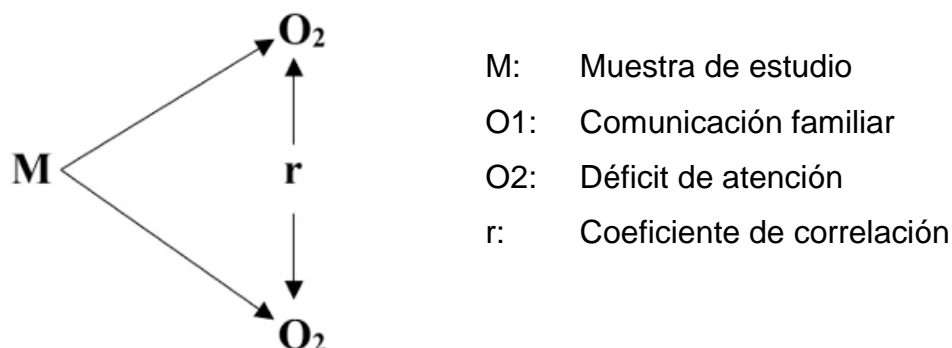 O₂
M: Muestra de estudio
O1: Comunicación familiar
M r
O2: Déficit de atención
r: Coeficiente de correlación
O₂